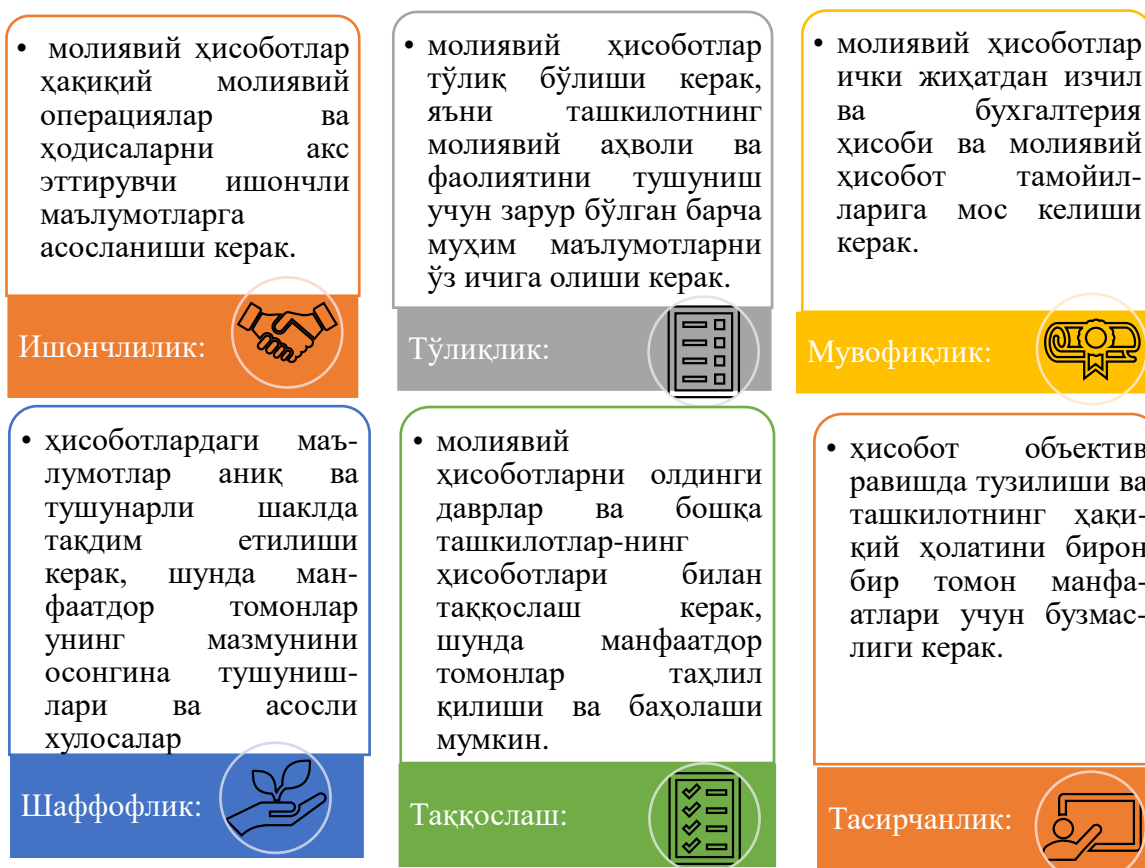 • молиявий ҳисоботлар
ҳақиқий молиявий
операциялар ва
ҳодисаларни акс
эттирувчи ишончли
маълумотларга
асосланиши керак.
Ишончлилик:
• молиявий ҳисоботлар
тўлиқ бўлиши керак,
яъни ташкилотнинг
молиявий аҳволи ва
фаолиятини тушуниш
учун зарур бўлган барча
муҳим маълумотларни
ўз ичига олиши керак.
Тўлиқлик:
• молиявий ҳисоботлар
ички жиҳатдан изчил
ва бухгалтерия
ҳисоби ва молиявий
ҳисобот тамойил-
ларига мос келиши
керак.
Мувофиқлик:
• ҳисоботлардаги маъ-
лумотлар аниқ ва
тушунарли шаклда
тақдим етилиши
керак, шунда ман-
фаатдор томонлар
унинг мазмунини
осонгина тушуниш-
лари ва асосли
хулосалар
Шаффофлик:
• молиявий
ҳисоботларни олдинги
даврлар ва бошқа
ташкилотлар-нинг
ҳисоботлари билан
таққослаш керак,
шунда манфаатдор
томонлар таҳлил
қилиши ва баҳолаши
мумкин.
Таққослаш:
• ҳисобот объектив
равишда тузилиши ва
ташкилотнинг ҳақи-
қий ҳолатини бирон
бир томон манфа-
атлари учун бузмас-
лиги керак.
Тасирчанлик: